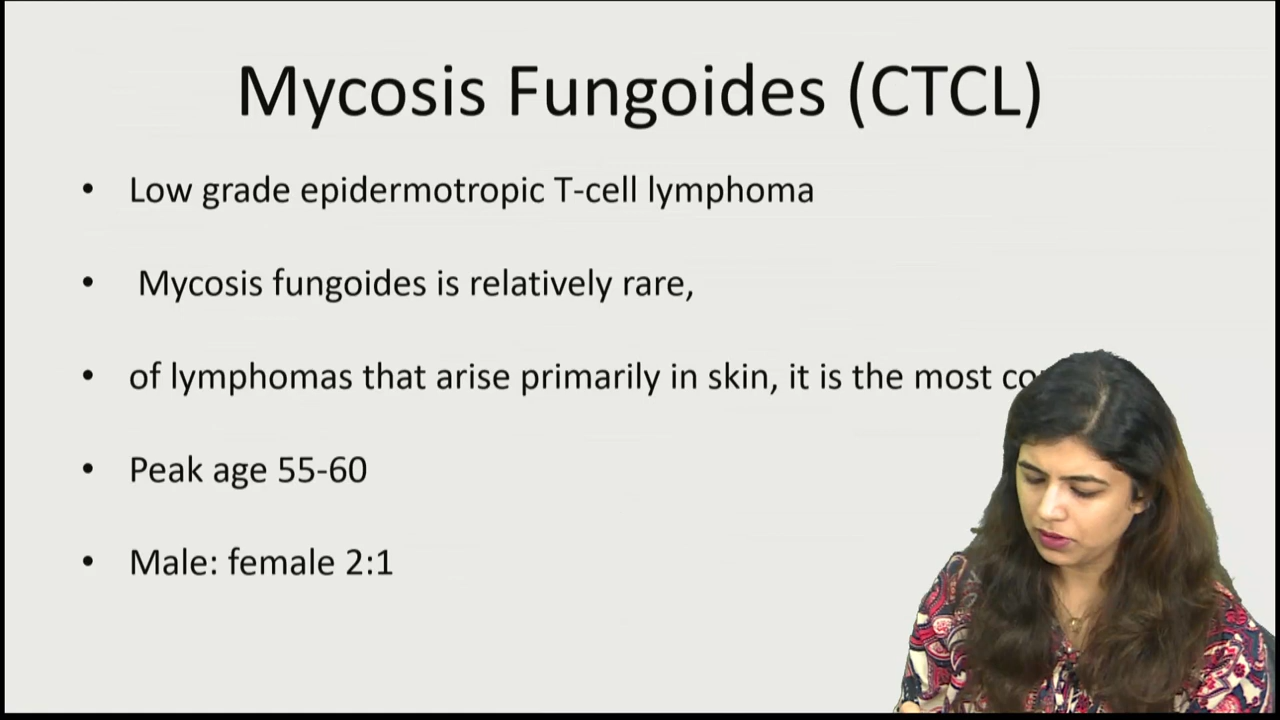 Mycosis Fungoides (CTCL)
• Low grade epidermotropic T-cell lymphoma
• Mycosis fungoides is relatively rare,
• of lymphomas that arise primarily in skin, it is the most
• Peak age 55-60
• Male: female 2:1